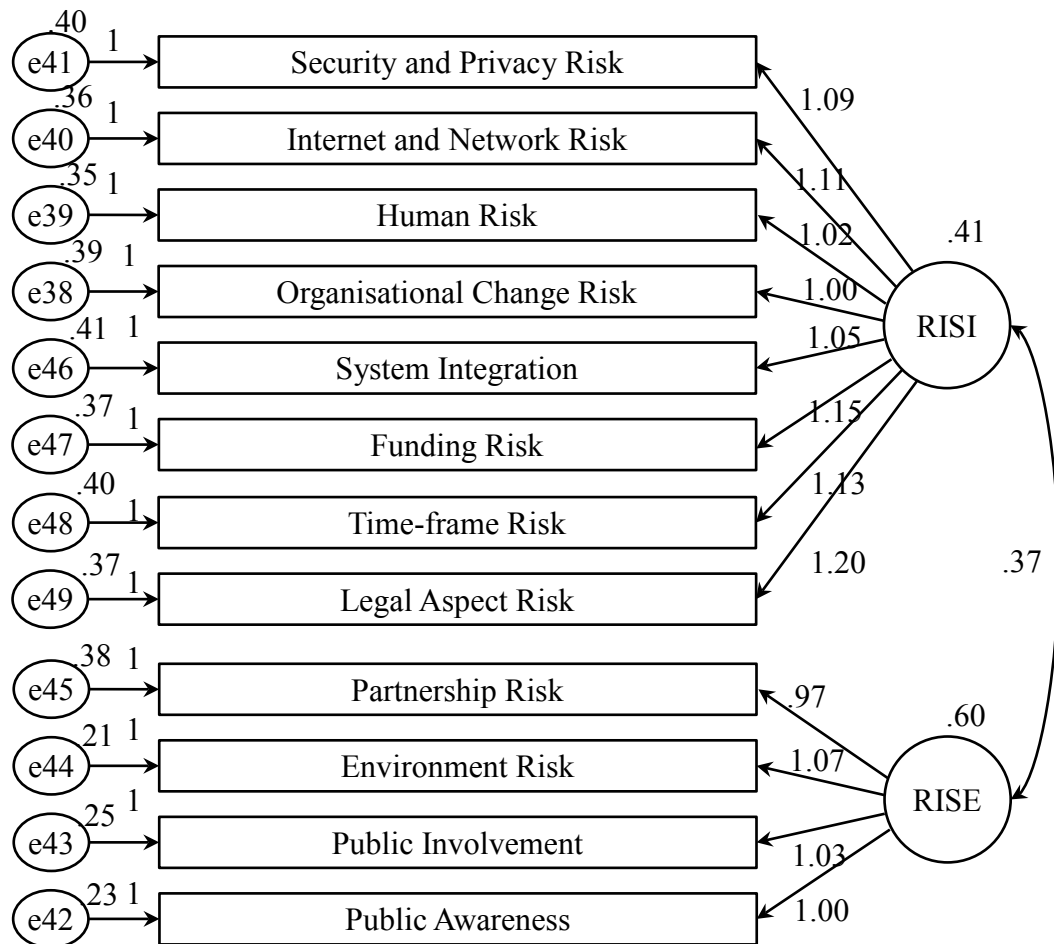 .40
e41 1 Security and Privacy Risk
1.09
.36
e40 1 Internet and Network Risk
1.11
.35
e39 1 Human Risk
1.02
.41
.39
e38 1 Organisational Change Risk
1.00
RISI
.41
e46 1 System Integration
1.05
.37
e47 1 Funding Risk
1.15
.40
e48 1 Time-frame Risk
1.13
.37
e49 1 Legal Aspect Risk
1.20
.37
.38
e45 1 Partnership Risk
.97
.60
.21
e44 1 Environment Risk
1.07
RISE
.25
e43 1 Public Involvement
1.03
.23
e42 1 Public Awareness
1.00